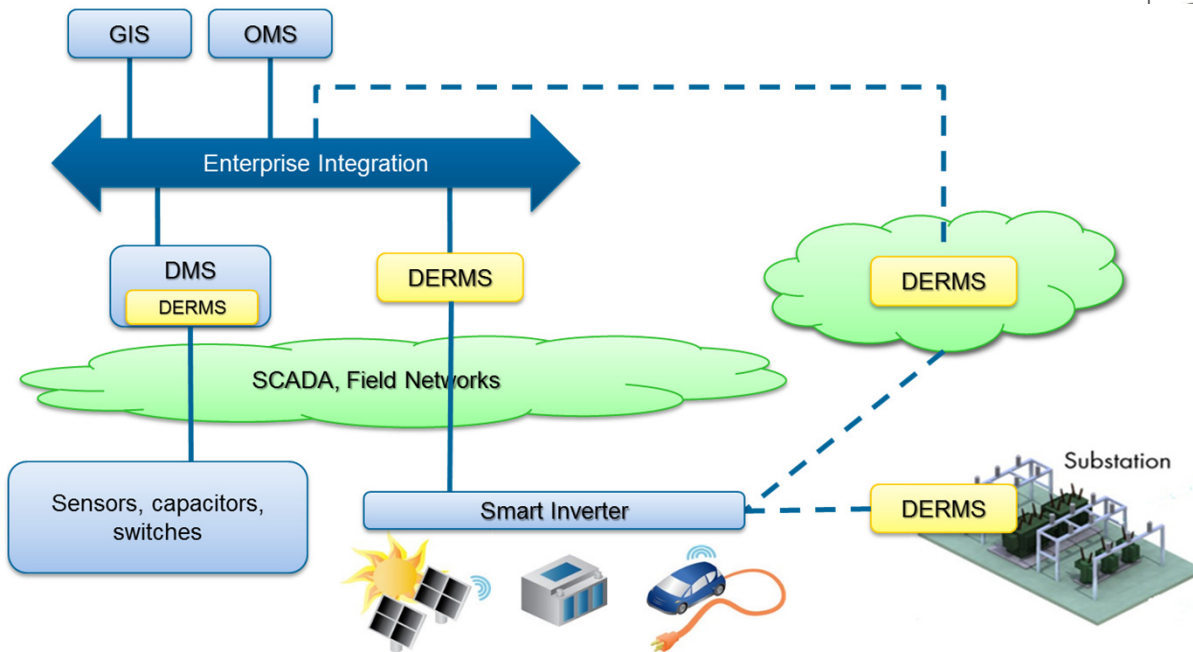 GIS
OMS
Enterprise Integration
DMS
DERMS
DERMS
DERMS
SCADA, Field Networks
Sensors, capacitors,
switches
Smart Inverter
Substation
DERMS